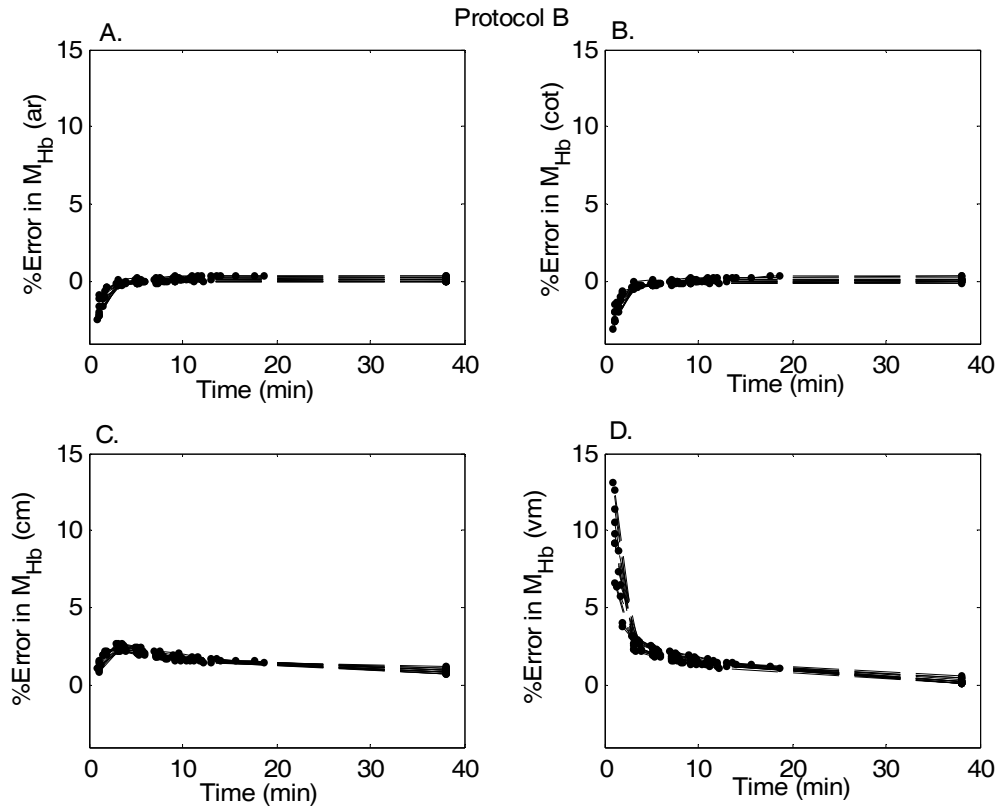 Protocol B
A.
15
10
5
0
%Error in M_Hb (ar)
0 10 20 30 40
Time (min)
B.
15
10
5
0
%Error in M_Hb (cot)
0 10 20 30 40
Time (min)
C.
15
10
5
0
%Error in M_Hb (cm)
0 10 20 30 40
Time (min)
D.
15
10
5
0
%Error in M_Hb (vm)
0 10 20 30 40
Time (min)